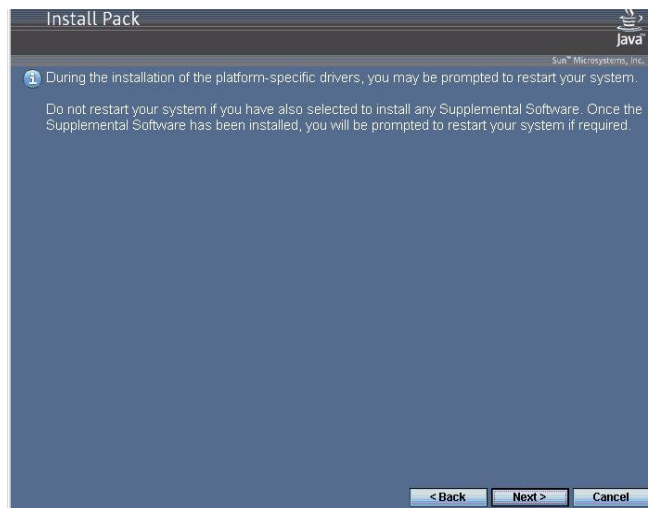 Install Pack
Java™
Sun™ Microsystems, Inc.
During the installation of the platform-specific drivers, you may be prompted to restart your system.
Do not restart your system if you have also selected to install any Supplemental Software. Once the
Supplemental Software has been installed, you will be prompted to restart your system if required.
< Back Next > Cancel